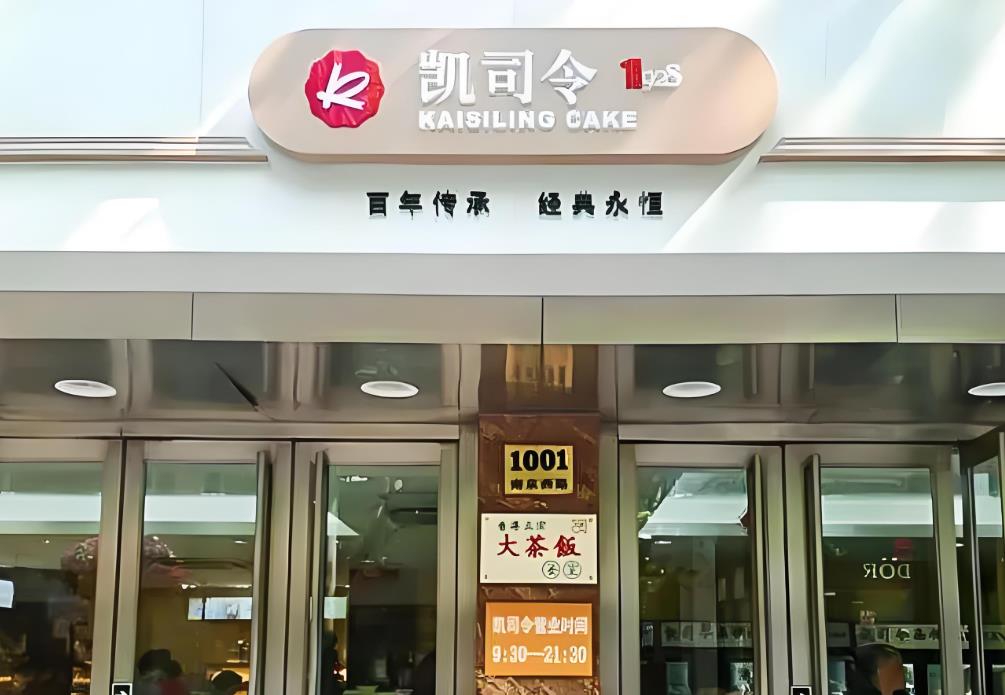 凯司令
1928
KAISILING CAKE
百年传承 经典永恒
1001
南京西路
大茶飯
凯司令营业时间
9:30—21:30